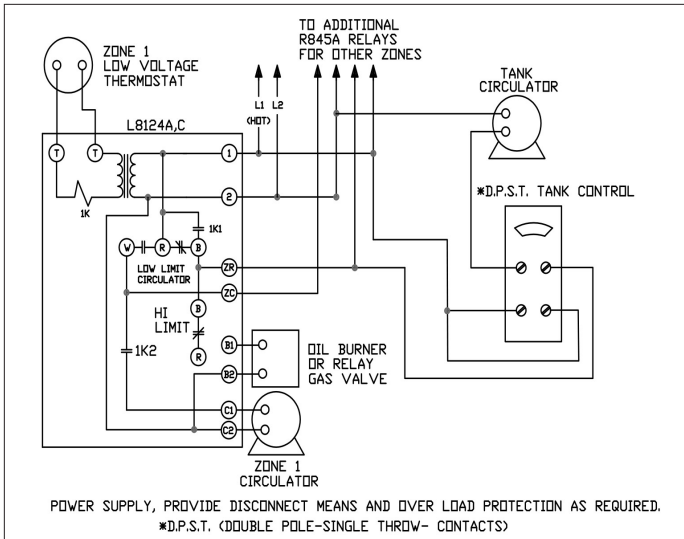 TO ADDITIONAL
R845A RELAYS
FOR OTHER ZONES
ZONE 1
LOW VOLTAGE
THERMOSTAT
TANK
CIRCULATOR
L1 L2
(HOT)
L8124A,C
T T 1
*D.P.S.T. TANK CONTROL
2
1K
1K1
W R B
LOW LIMIT
CIRCULATOR
ZR
ZC
B
HI
LIMIT
1K2
R
B1
B2
OIL BURNER
OR RELAY
GAS VALVE
C1
C2
ZONE 1
CIRCULATOR
POWER SUPPLY, PROVIDE DISCONNECT MEANS AND OVER LOAD PROTECTION AS REQUIRED.
*D.P.S.T. (DOUBLE POLE-SINGLE THROW- CONTACTS)